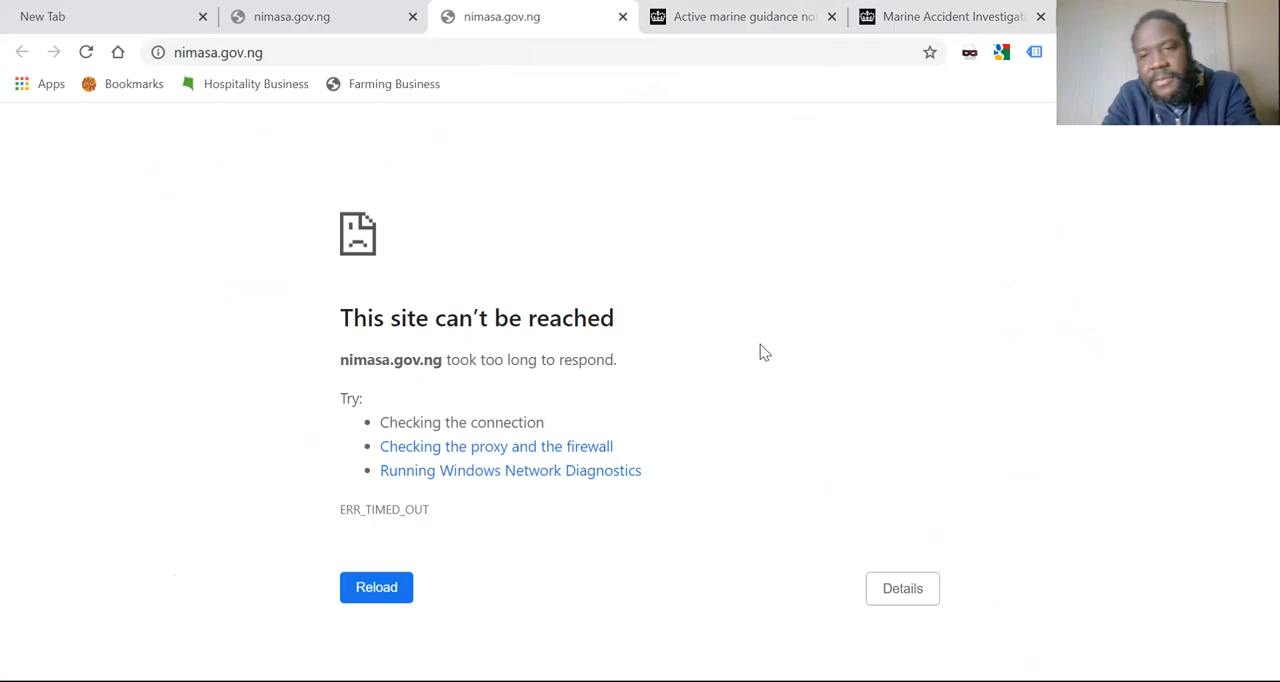 New Tab
nimasa.gov.ng
nimasa.gov.ng
Active marine guidance no
Marine Accident Investigati
nimasa.gov.ng
Apps
Bookmarks
Hospitality Business
Farming Business
This site can’t be reached
nimasa.gov.ng took too long to respond.
Try:
• Checking the connection
• Checking the proxy and the firewall
• Running Windows Network Diagnostics
ERR_TIMED_OUT
Reload
Details